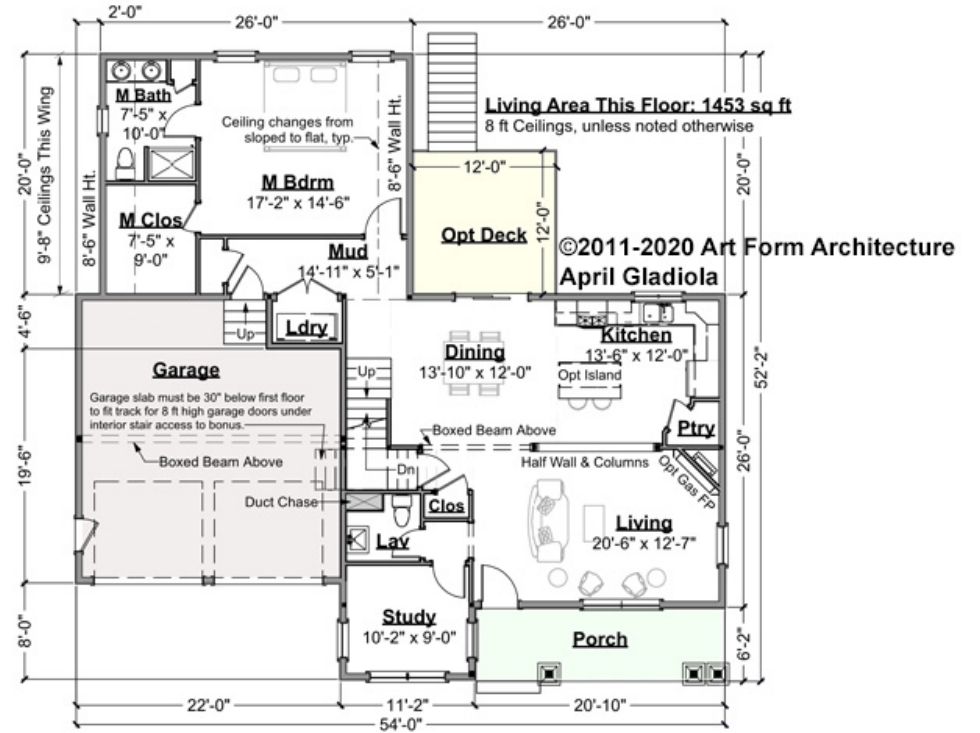 2'-0"
26'-0"
26'-0"
Living Area This Floor: 1453 sq ft
8 ft Ceilings, unless noted otherwise
20'-0"
9'-8" Ceilings This Wing
8'-6" Wall Ht.
M Bath
7'-5" x
10'-0"
Ceiling changes from
sloped to flat, typ.
8'-6" Wall Ht.
M Bdrm
17'-2" x 14'-6"
M Clos
7'-5" x
9'-0"
12'-0"
12'-0"
Opt Deck
20'-0"
©2011-2020 Art Form Architecture
April Gladiola
Mud
14'-11" x 5'-1"
4'-6"
Up
Ldry
Dining
13'-10" x 12'-0"
Kitchen
13'-6" x 12'-0"
Opt Island
52'-2"
Garage
Garage slab must be 30" below first floor
to fit track for 8 ft high garage doors under
interior stair access to bonus.
Up
Ptry
Boxed Beam Above
Boxed Beam Above
Dn
Half Wall & Columns
Opt Gas FP
26'-0"
19'-6"
Duct Chase
Clos
Lav
Living
20'-6" x 12'-7"
8'-0"
Study
10'-2" x 9'-0"
Porch
6'-2"
22'-0"
11'-2"
20'-10"
54'-0"